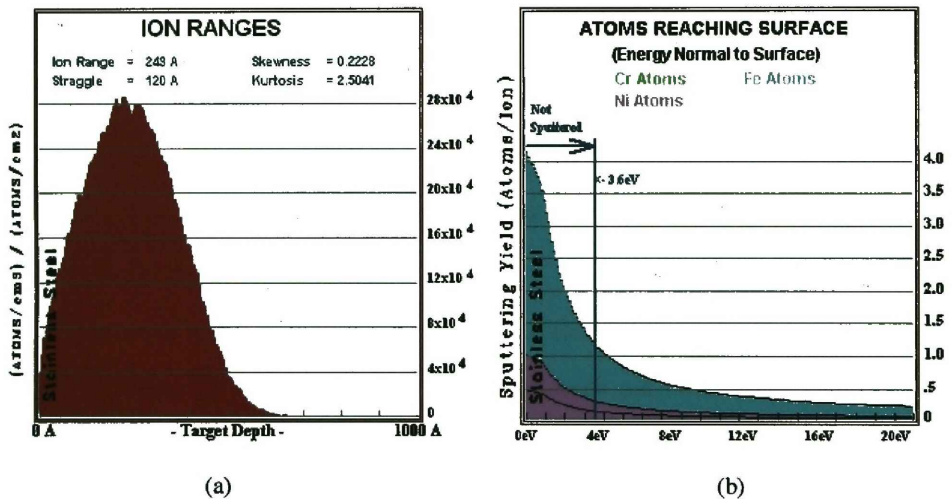 ION RANGES
Ion Range = 243 A Skewness = 0.2228
Straggle = 120 A Kurtosis = 2.5041
(ATOMS/cm3) / (ATOMS/cm2)
28x10 4
24x10 4
20x10 4
16x10 4
12x10 4
8x10 4
4x10 4
0
Stainless Steel
0 A - Target Depth - 1000 A
(a)
ATOMS REACHING SURFACE
(Energy Normal to Surface)
Cr Atoms Fe Atoms
Ni Atoms
Not
Sputtered
<- 3.6eV
Sputtering Yield (Atoms/Ion)
4.0
3.5
3.0
2.5
2.0
1.5
1.0
.5
0
Stainless Steel
0eV 4eV 8eV 12eV 16eV 20eV
(b)